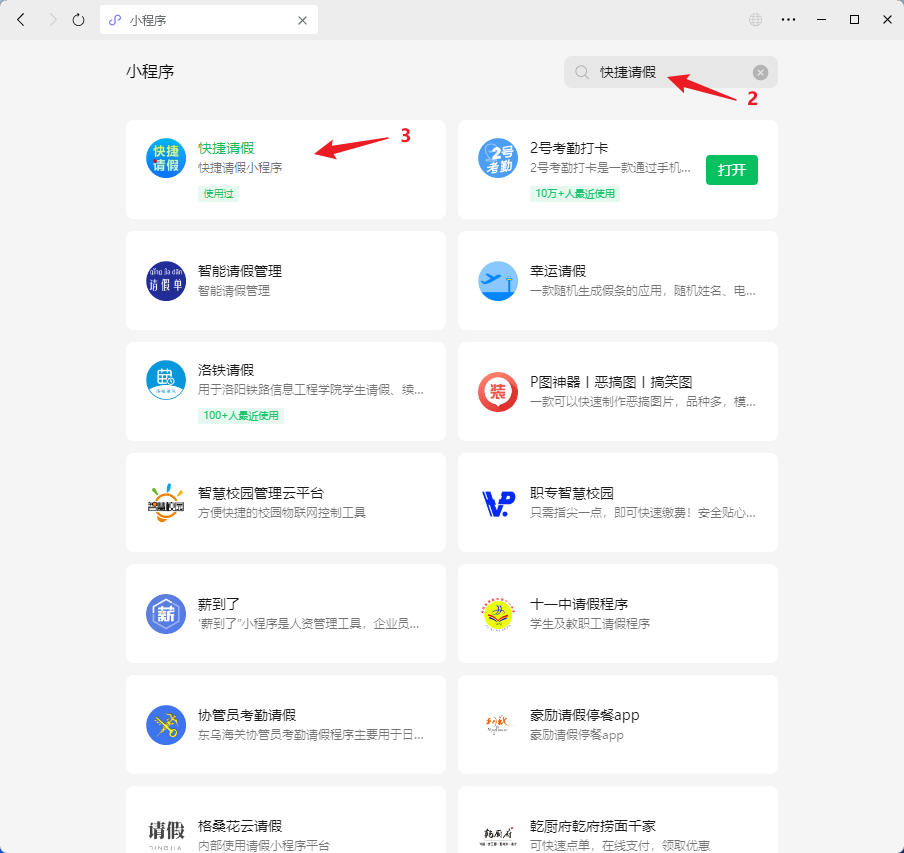 小程序
小程序
快捷请假
2
3
快捷
请假
快捷请假
快捷请假小程序
使用过
2号
考勤
2号考勤打卡
2号考勤打卡是一款通过手机...
10万+人最近使用
打开
qǐng jia dān
请假单
智能请假管理
智能请假管理
幸运请假
一款随机生成假条的应用，随机姓名、电...
洛铁请假
用于洛阳铁路信息工程学院学生请假、续...
100+人最近使用
装
P图神器丨恶搞图丨搞笑图
一款可以快速制作恶搞图片，品种多，模...
智慧校园
智慧校园管理云平台
方便快捷的校园物联网控制工具
VP.
职专智慧校园
只需指尖一点，即可快速缴费！安全贴心...
薪
薪到了
“薪到了”小程序是人资管理工具，企业员...
十一中请假程序
学生及教职工请假程序
协管员考勤请假
东乌海关协管员考勤请假程序主要用于日...
豪励请假停餐app
豪励请假停餐app
请假
QINGJIA
格桑花云请假
内部使用请假小程序平台
乾厨府
乾厨府乾府捞面千家
可快速点单，在线支付，领取优惠